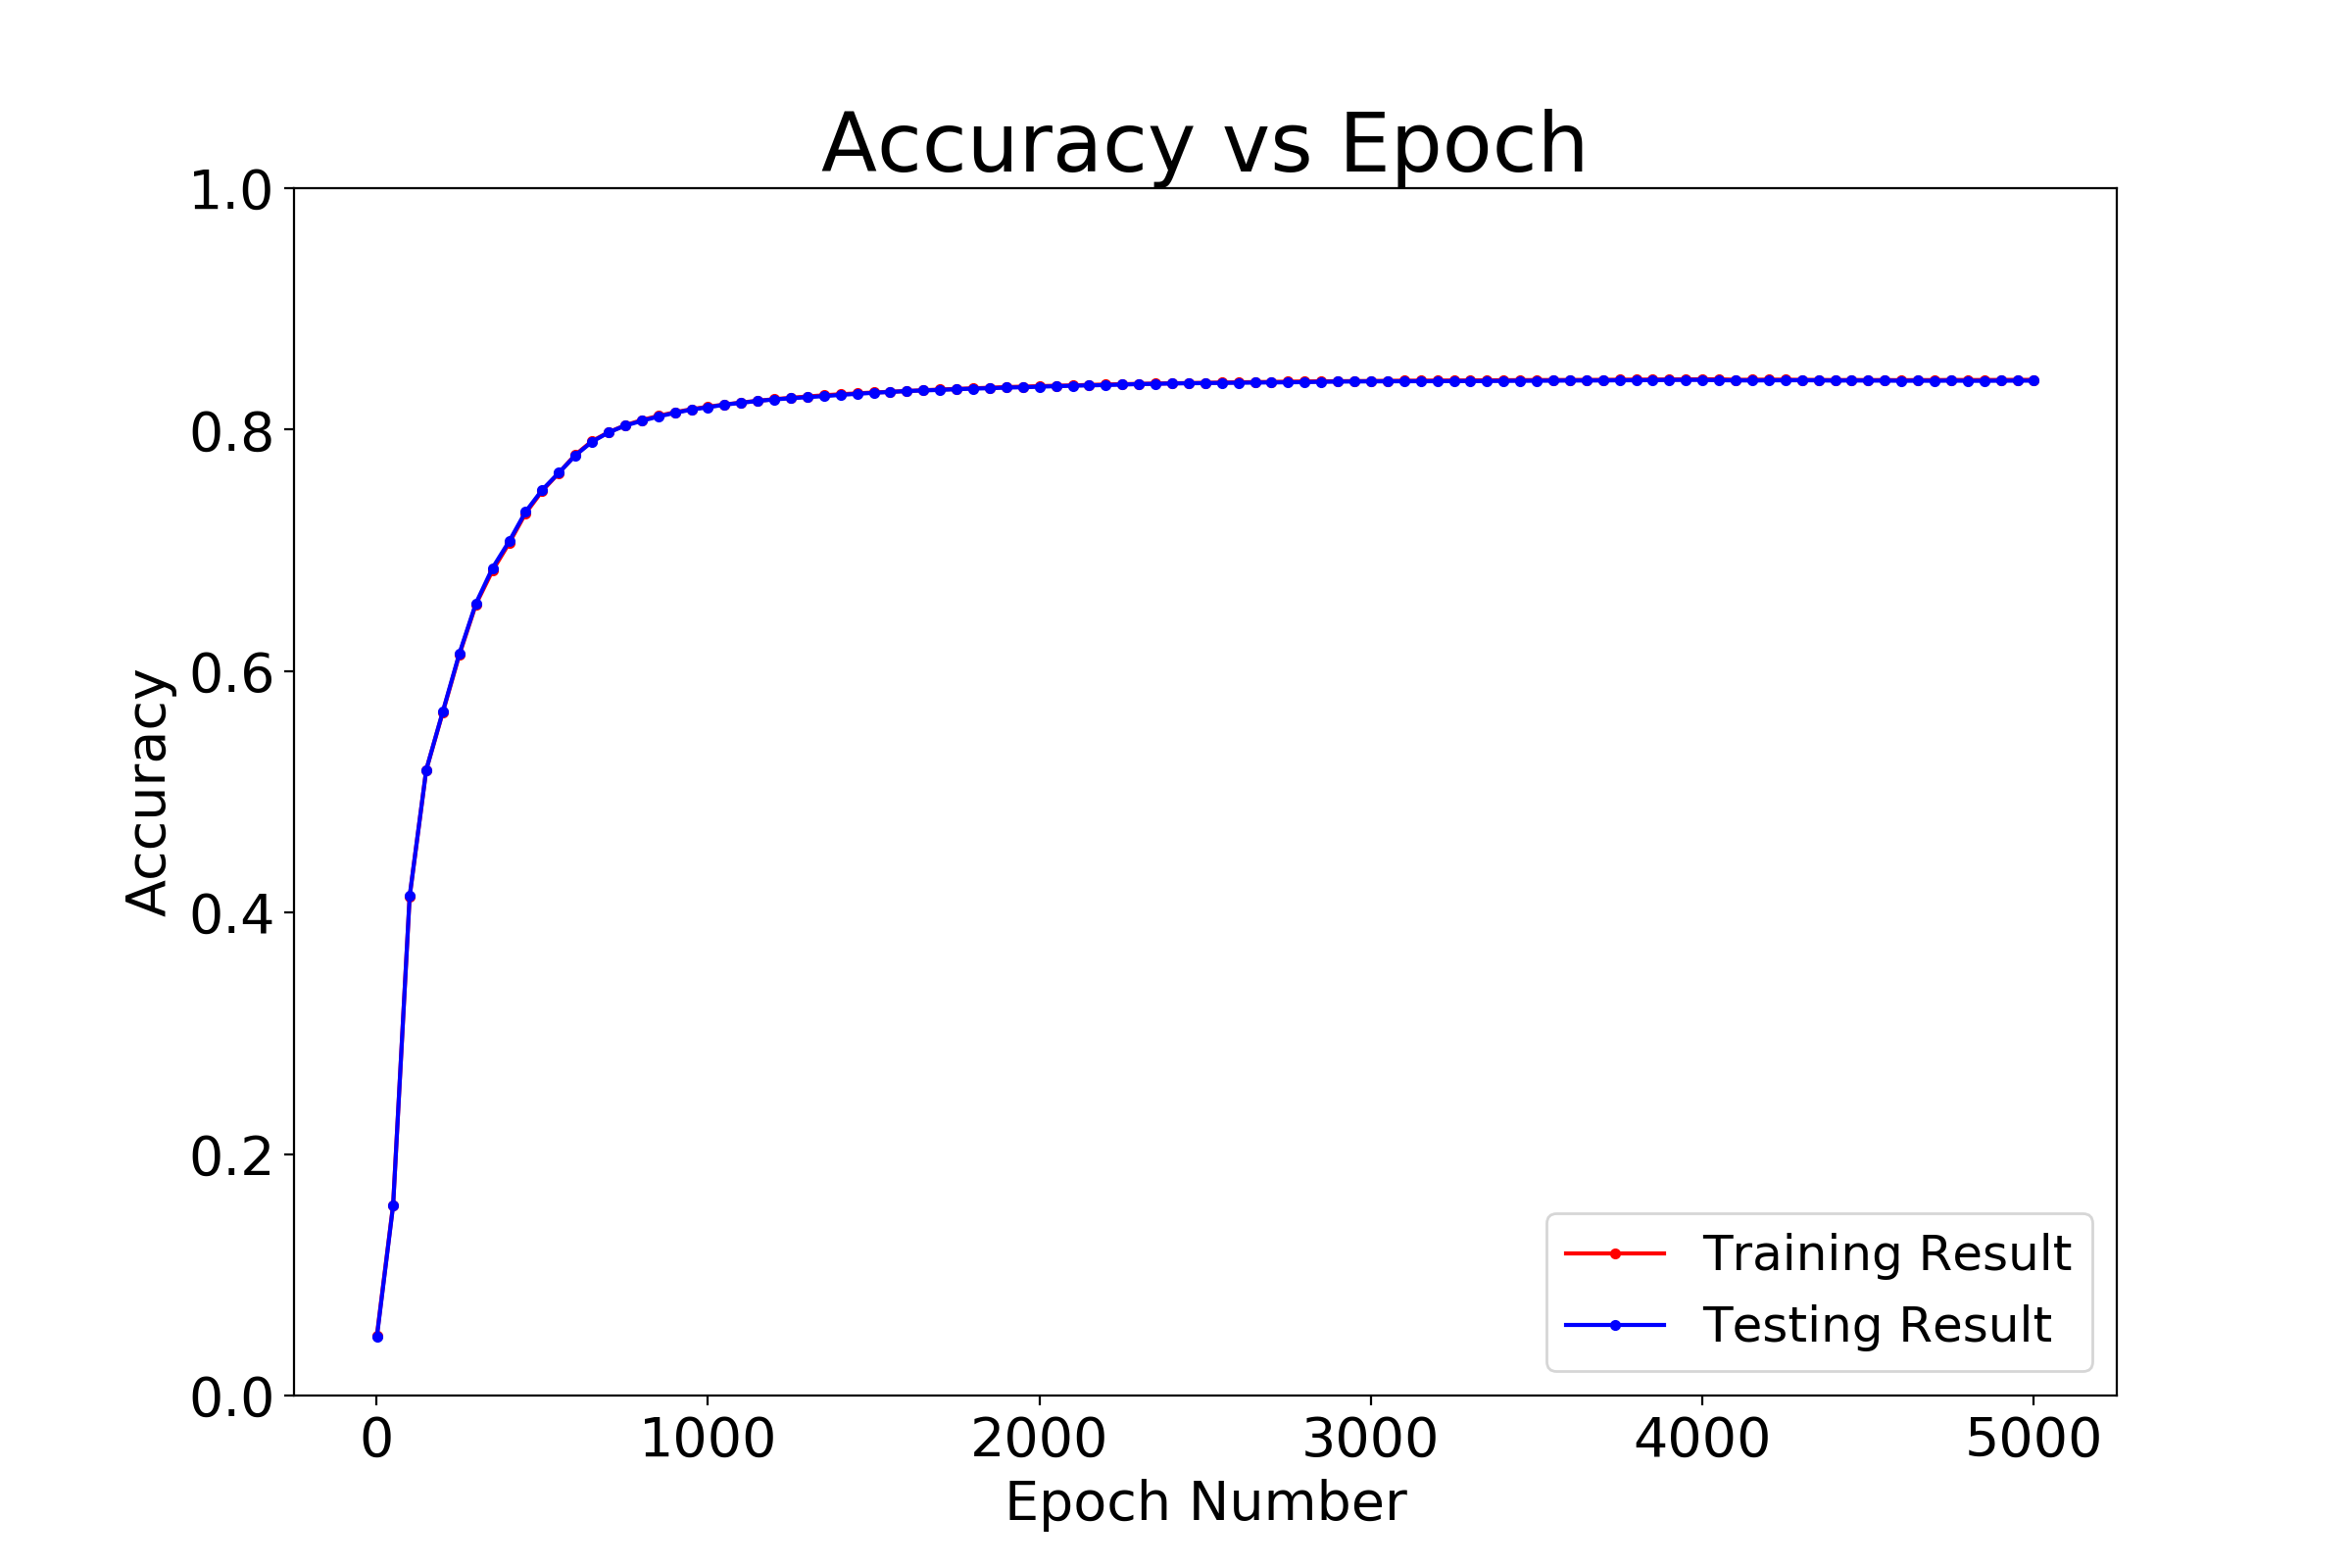 Accuracy vs Epoch
1.0
0.8
0.6
0.4
0.2
0.0
Accuracy
0 1000 2000 3000 4000 5000
Epoch Number
Training Result
Testing Result